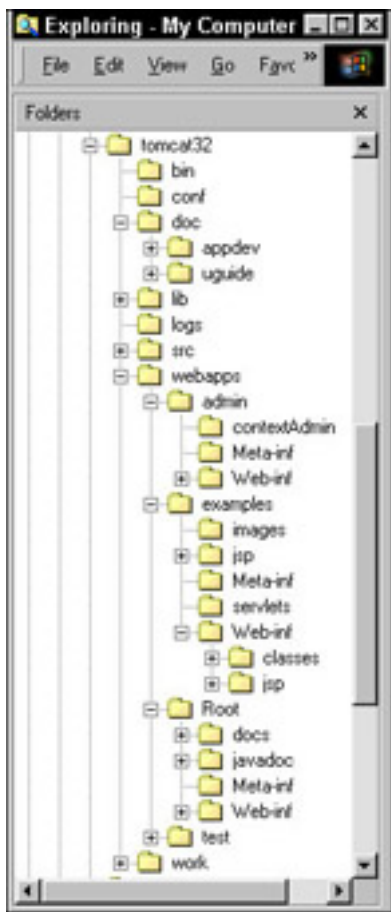 Exploring - My Computer
File Edit View Go Favc »
Folders
tomcat32
bin
conf
doc
appdev
uguide
lib
logs
src
webapps
admin
contextAdmin
Meta-inf
Web-inf
examples
images
jsp
Meta-inf
servlets
Web-inf
classes
jsp
Root
docs
javadoc
Meta-inf
Web-inf
test
work